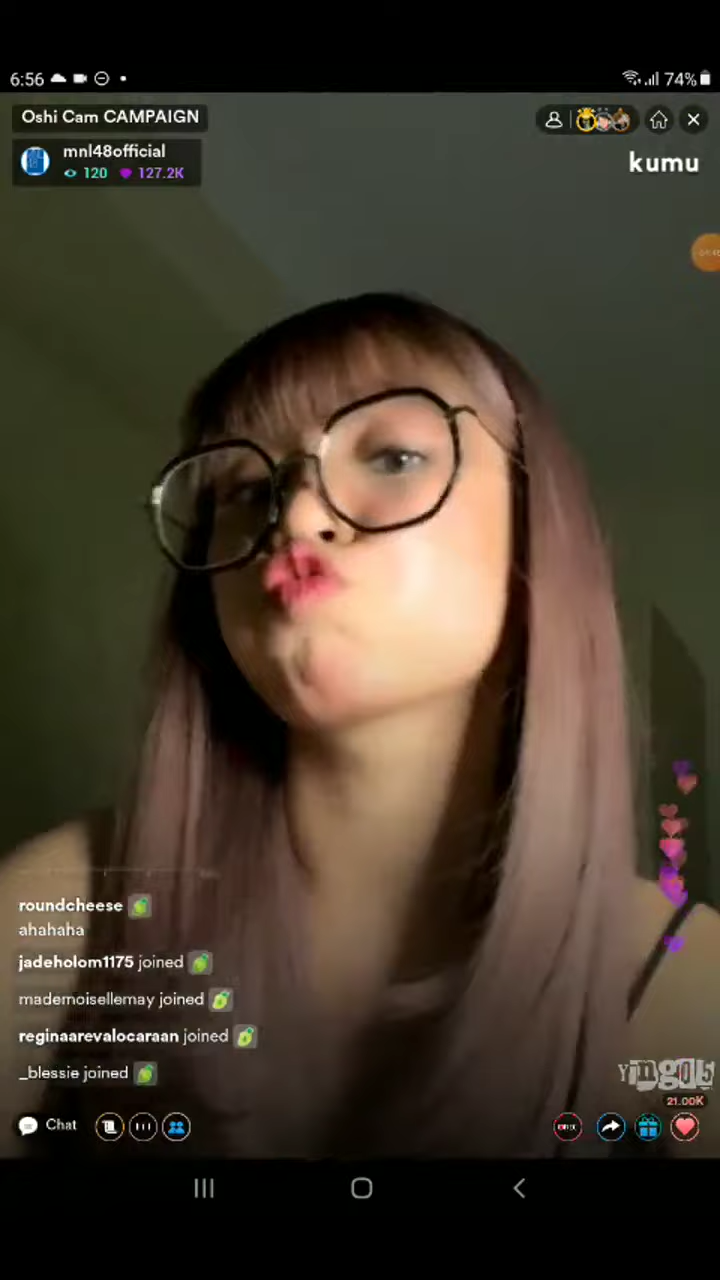 6:56
74%
Oshi Cam CAMPAIGN
mnl48official
120 127.2K
kumu
roundcheese
ahahaha
jadeholom1175 joined
mademoisellemay joined
reginaarevalocaraan joined
_blessie joined
Ying05
21.00K
Chat